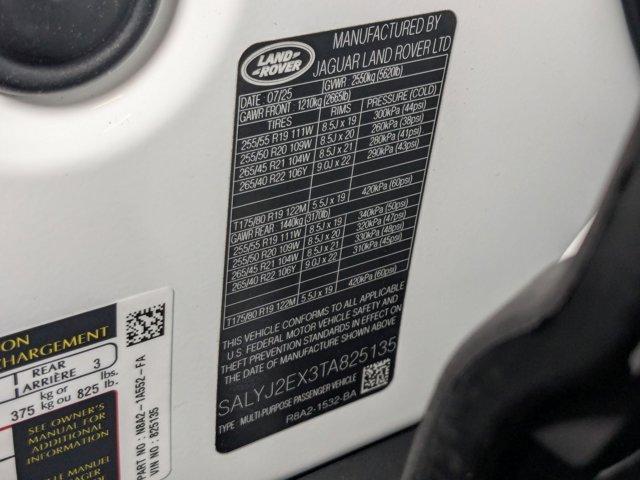 LAND-
-ROVER
MANUFACTURED BY
JAGUAR LAND ROVER LTD
DATE : 07/25 GVWR 2550kg (5620lb)
GAWR FRONT 1210kg (2665lb)
TIRES RIMS PRESSURE (COLD)
255/55 R19 111W 8.5J x 19 300kPa (44psi)
255/50 R20 109W 8.5J x 20 260kPa (38psi)
265/45 R21 104W 8.5J x 21 280kPa (41psi)
265/40 R22 106Y 9.0J x 22 290kPa (43psi)
T175/80 R19 122M 5.5J x 19 420kPa (60psi)
GAWR REAR 1440kg (3170lb)
255/55 R19 111W 8.5J x 19 340kPa (50psi)
255/50 R20 109W 8.5J x 20 320kPa (47psi)
265/45 R21 104W 8.5J x 21 330kPa (48psi)
265/40 R22 106Y 9.0J x 22 310kPa (45psi)
T175/80 R19 122M 5.5J x 19 420kPa (60psi)
THIS VEHICLE CONFORMS TO ALL APPLICABLE
U.S. FEDERAL MOTOR VEHICLE SAFETY AND
THEFT PREVENTION STANDARDS IN EFFECT ON
THE DATE OF MANUFACTURE SHOWN ABOVE.
SALYJ2EX3TA825135
TYPE : MULTI-PURPOSE PASSENGER VEHICLE
R8A2-1532-BA
ION
CHARGEMENT
REAR 3
ARRIÈRE
375 kg or lbs.
kg ou 825 lb.
SEE OWNER'S
MANUAL FOR
ADDITIONAL
INFORMATION
LE MANUEL
PART No : N8A2-1A552-FA
VIN No : 825135